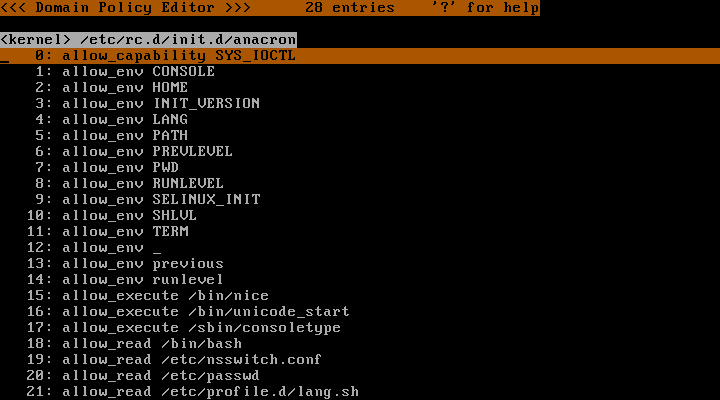 <<< Domain Policy Editor >>>      28 entries    '?' for help
<kernel> /etc/rc.d/init.d/anacron
_   0: allow_capability SYS_IOCTL
    1: allow_env CONSOLE
    2: allow_env HOME
    3: allow_env INIT_VERSION
    4: allow_env LANG
    5: allow_env PATH
    6: allow_env PREVLEVEL
    7: allow_env PWD
    8: allow_env RUNLEVEL
    9: allow_env SELINUX_INIT
   10: allow_env SHLVL
   11: allow_env TERM
   12: allow_env _
   13: allow_env previous
   14: allow_env runlevel
   15: allow_execute /bin/nice
   16: allow_execute /bin/unicode_start
   17: allow_execute /sbin/consoletype
   18: allow_read /bin/bash
   19: allow_read /etc/nsswitch.conf
   20: allow_read /etc/passwd
   21: allow_read /etc/profile.d/lang.sh